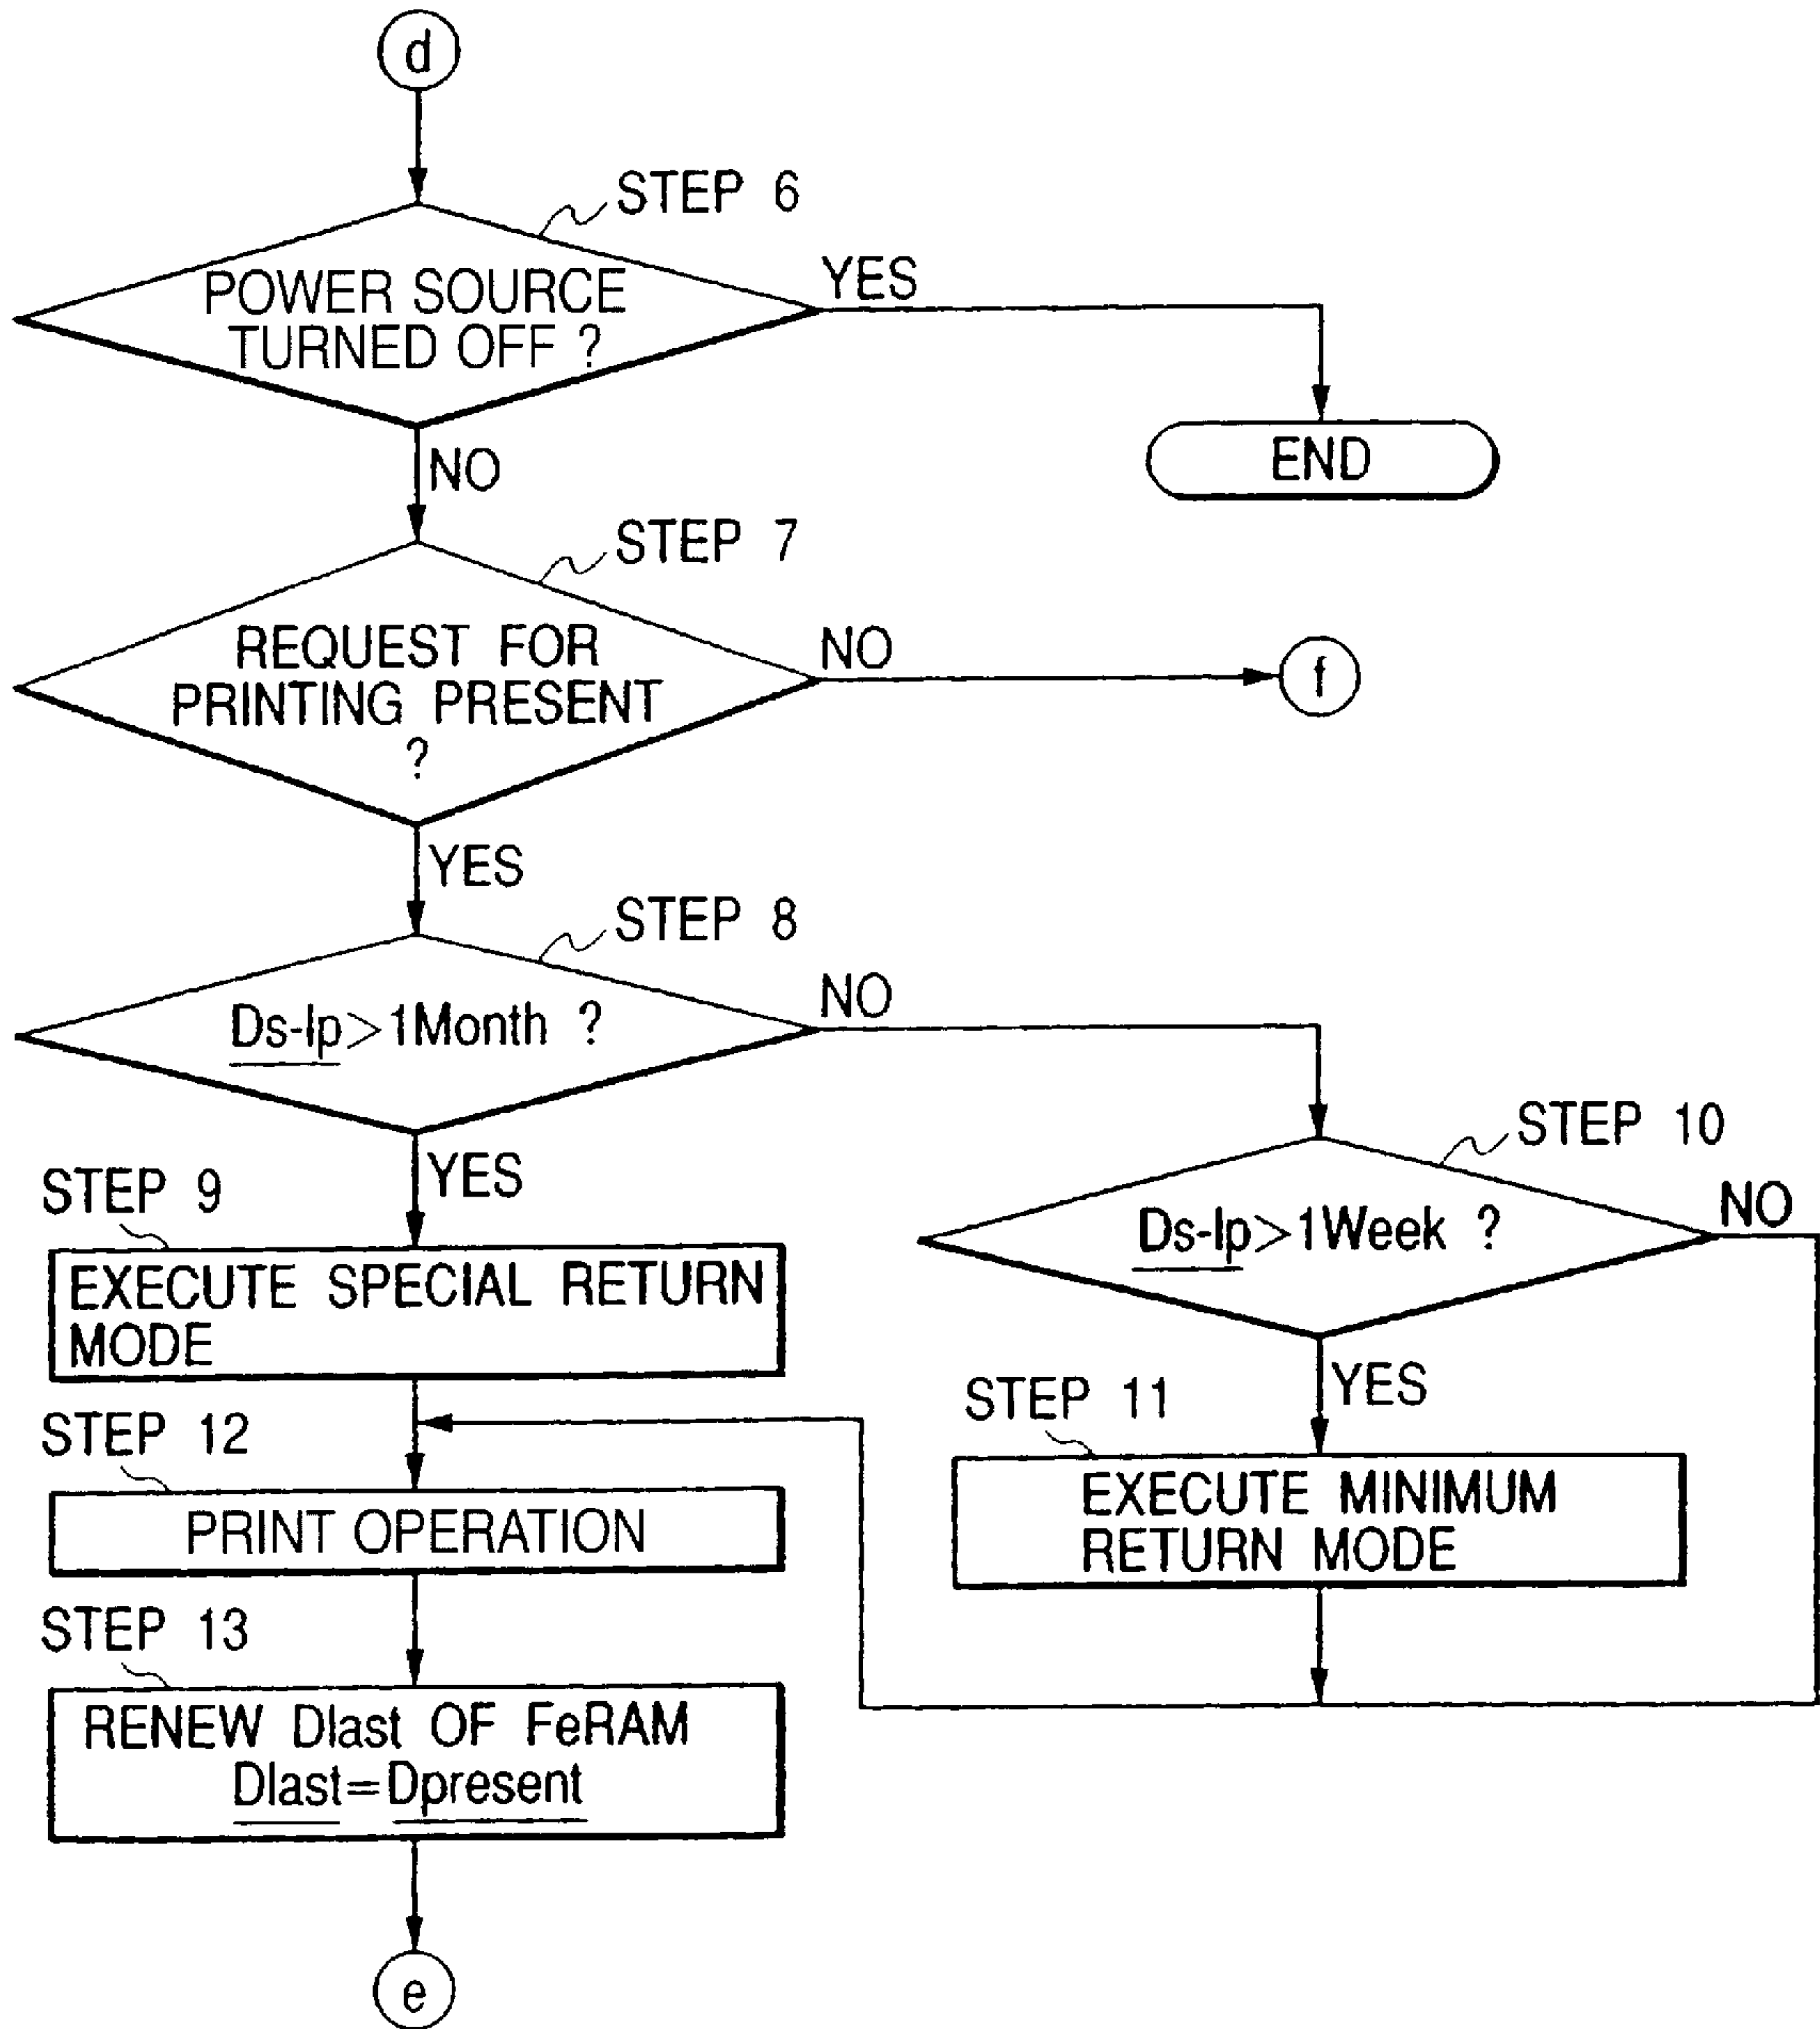 d
STEP 6
POWER SOURCE
TURNED OFF ?
YES
END
NO
STEP 7
REQUEST FOR
PRINTING PRESENT
?
NO
f
YES
STEP 8
Ds-lp>1Month ?
NO
STEP 10
Ds-lp>1Week ?
NO
YES
STEP 9
EXECUTE SPECIAL RETURN
MODE
YES
STEP 11
EXECUTE MINIMUM
RETURN MODE
STEP 12
PRINT OPERATION
STEP 13
RENEW Dlast OF FeRAM
Dlast=Dpresent
e